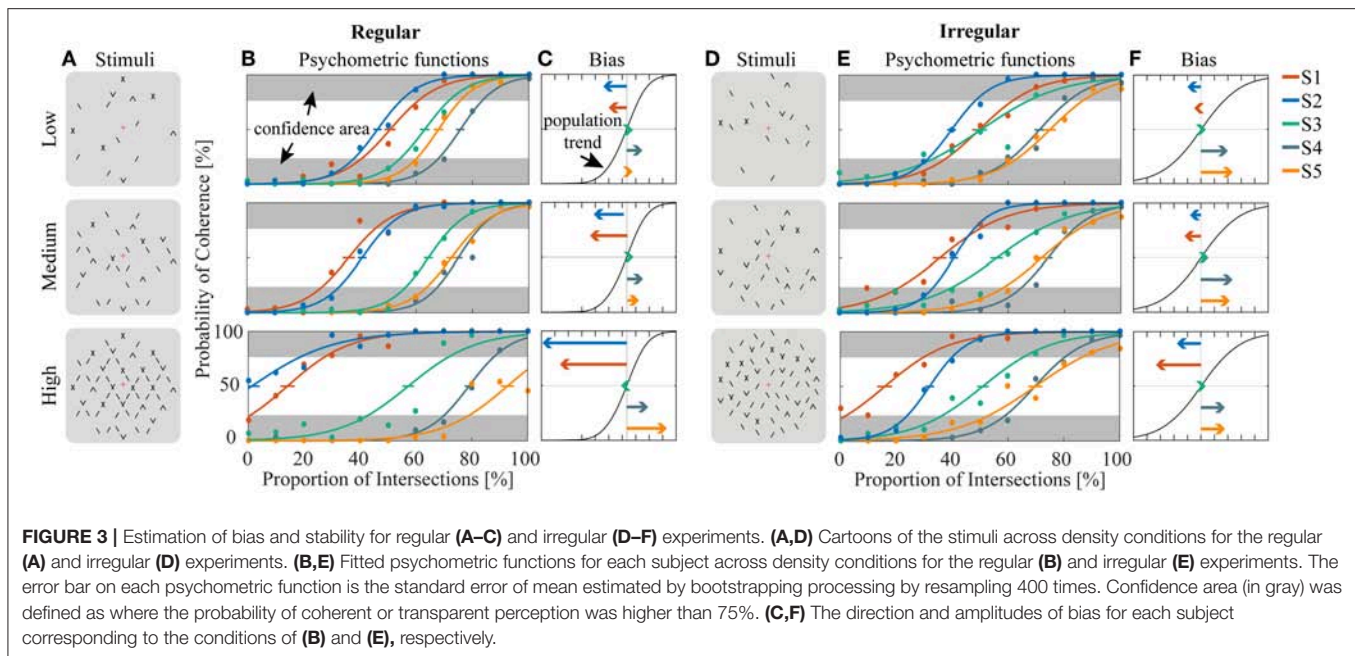 Regular
Irregular
A Stimuli B Psychometric functions C Bias D Stimuli E Psychometric functions F Bias
Low
confidence area
population
trend
S1
S2
S3
S4
S5
Medium
High
Probability of Coherence [%]
100
50
0
0 20 40 60 80 100
Proportion of Intersections [%]
0 20 40 60 80 100
Proportion of Intersections [%]
FIGURE 3 | Estimation of bias and stability for regular (A–C) and irregular (D–F) experiments. (A,D) Cartoons of the stimuli across density conditions for the regular
(A) and irregular (D) experiments. (B,E) Fitted psychometric functions for each subject across density conditions for the regular (B) and irregular (E) experiments. The
error bar on each psychometric function is the standard error of mean estimated by bootstrapping processing by resampling 400 times. Confidence area (in gray) was
defined as where the probability of coherent or transparent perception was higher than 75%. (C,F) The direction and amplitudes of bias for each subject
corresponding to the conditions of (B) and (E), respectively.